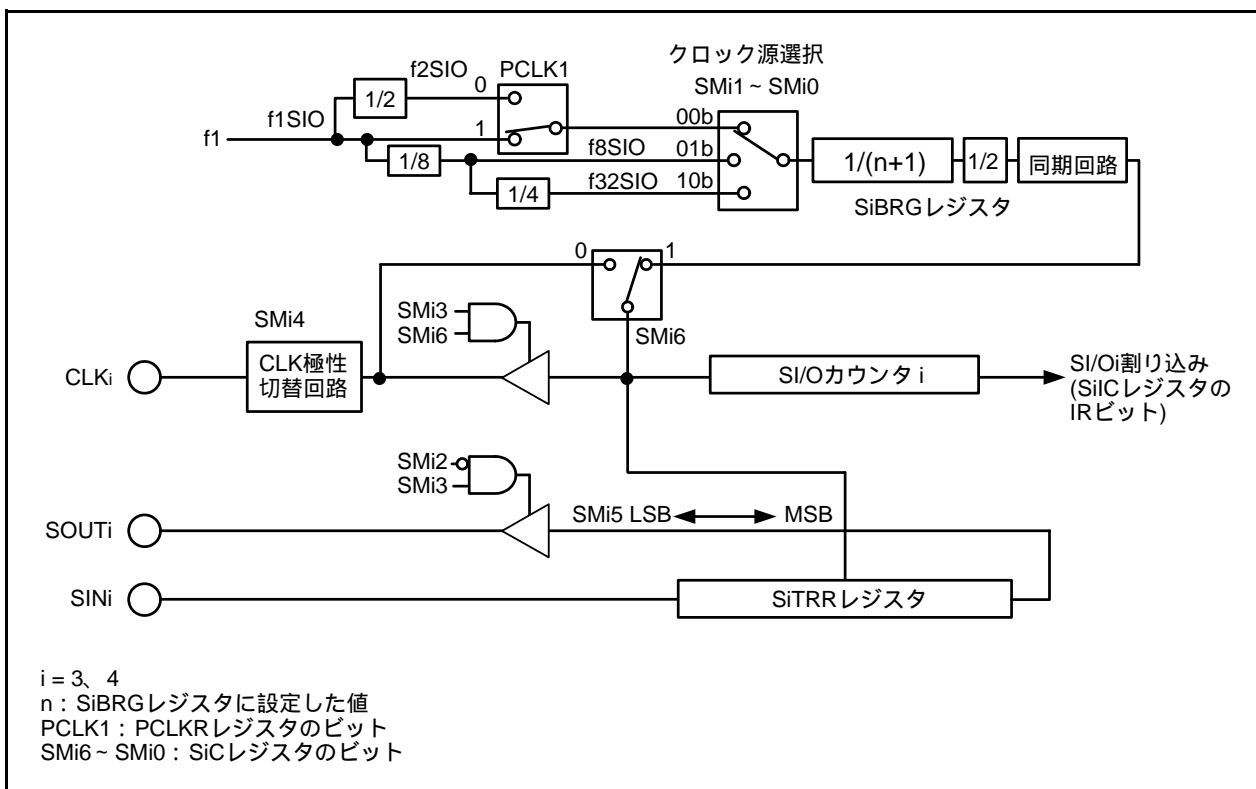 クロック源選択
f2SIO
PCLK1
SMi1 ~ SMi0
0
1/2
f1SIO
00b
f1
1
1/8
f8SIO
01b
1/(n+1)
1/2
同期回路
1/4
f32SIO
10b
SiBRGレジスタ
0
1
SMi3
SMi6
SMi6
SMi4
CLKi
CLK極性
切替回路
SI/Oカウンタ i
SI/Oi割り込み
(SiICレジスタの
IRビット)
SMi2
SMi3
SMi5 LSB
MSB
SOUTi
SINi
SiTRRレジスタ
i = 3、4
n : SiBRGレジスタに設定した値
PCLK1 : PCLKRレジスタのビット
SMi6 ~ SMi0 : SiCレジスタのビット